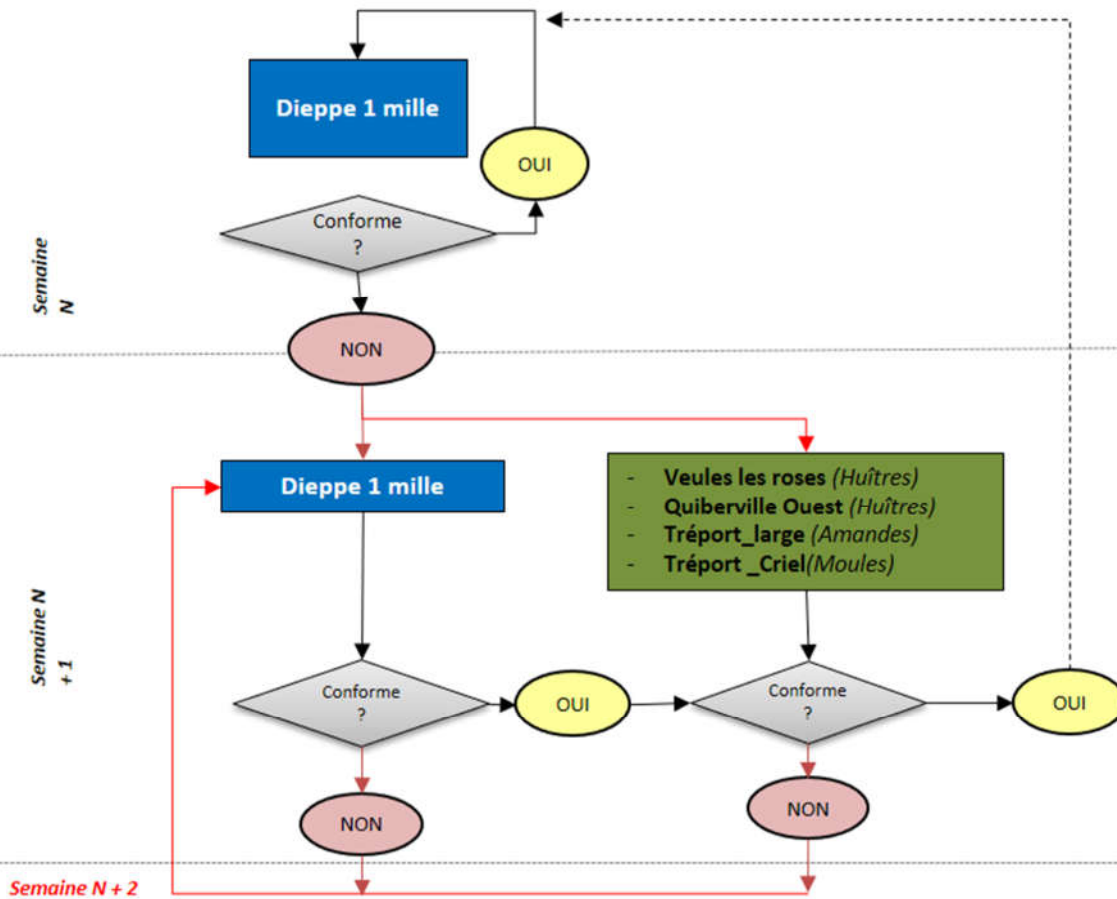 Dieppe 1 mille
OUI
Conforme
?
Semaine
N
NON
Dieppe 1 mille
- Veules les roses (Huîtres)
- Quiberville Ouest (Huîtres)
- Tréport_large (Amandes)
- Tréport _Criel(Moules)
Semaine N
+ 1
Conforme
?
OUI
Conforme
?
OUI
NON
NON
Semaine N + 2